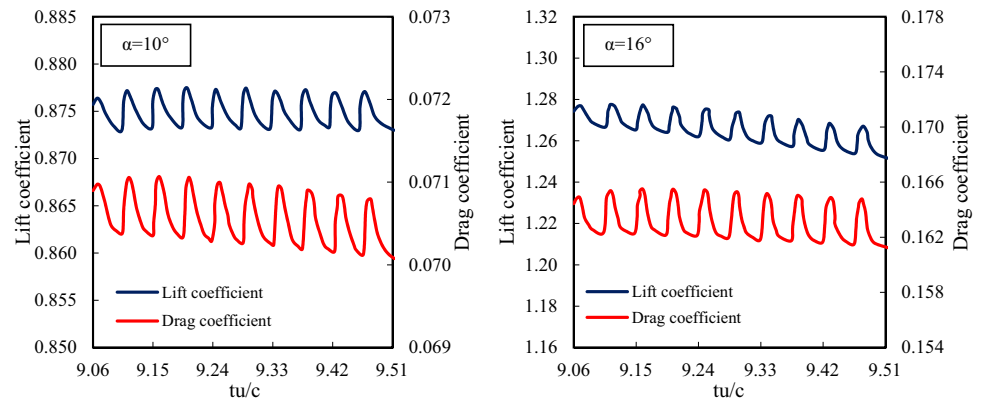 α=10°
0.885
0.880
0.875
0.870
0.865
0.860
0.855
0.850
Lift coefficient
0.073
0.072
0.071
0.070
0.069
Drag coefficient
Lift coefficient
Drag coefficient
9.06 9.15 9.24 9.33 9.42 9.51
tu/c
α=16°
1.32
1.30
1.28
1.26
1.24
1.22
1.20
1.18
1.16
Lift coefficient
0.178
0.174
0.170
0.166
0.162
0.158
0.154
Drag coefficient
Lift coefficient
Drag coefficient
9.06 9.15 9.24 9.33 9.42 9.51
tu/c